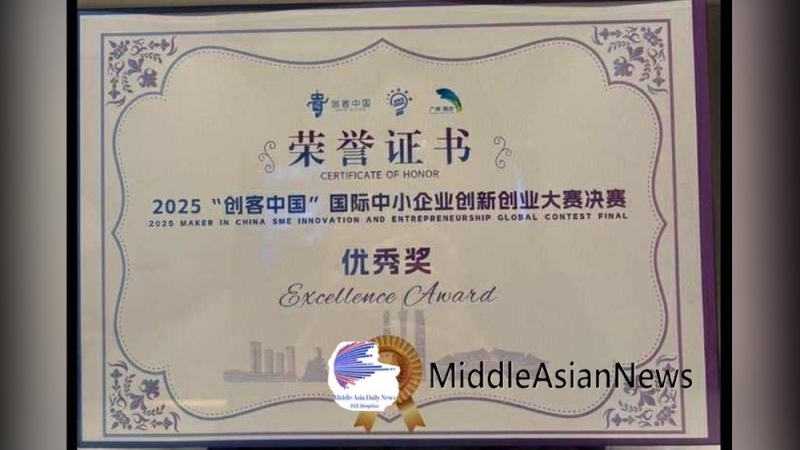 创客中国
荣誉证书
CERTIFICATE OF HONOR
2025 “创客中国” 国际中小企业创新创业大赛决赛
2025 MAKER IN CHINA SME INNOVATION AND ENTREPRENEURSHIP GLOBAL CONTEST FINAL
优秀奖
Excellence Award
MiddleAsianNews
Middle Asia Daily News